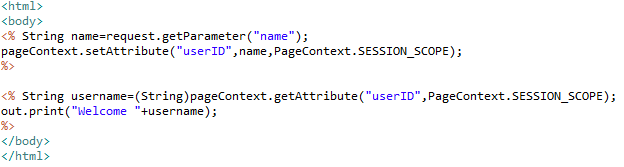 <html>
<body>
<% String name=request.getParameter("name");
pageContext.setAttribute("userID",name,PageContext.SESSION_SCOPE);
%>
<% String username=(String)pageContext.getAttribute("userID",PageContext.SESSION_SCOPE);
out.print("Welcome "+username);
%>
</body>
</html>